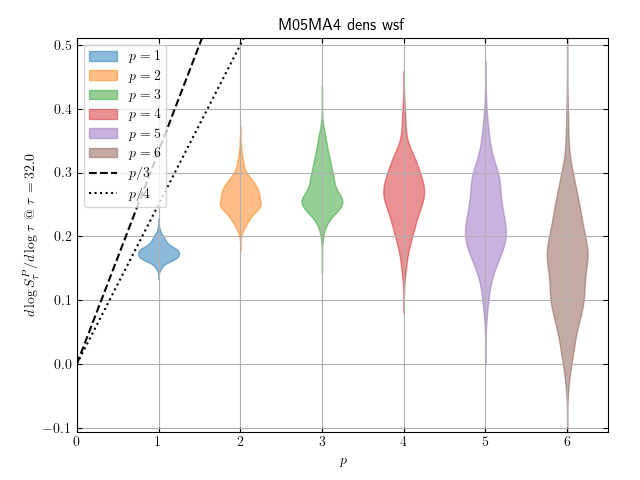 M05MA4 dens wsf
d log S_τ^P / d log τ @ τ = 32.0
0.5
0.4
0.3
0.2
0.1
0.0
−0.1
p = 1
p = 2
p = 3
p = 4
p = 5
p = 6
p/3
p/4
0 1 2 3 4 5 6
p